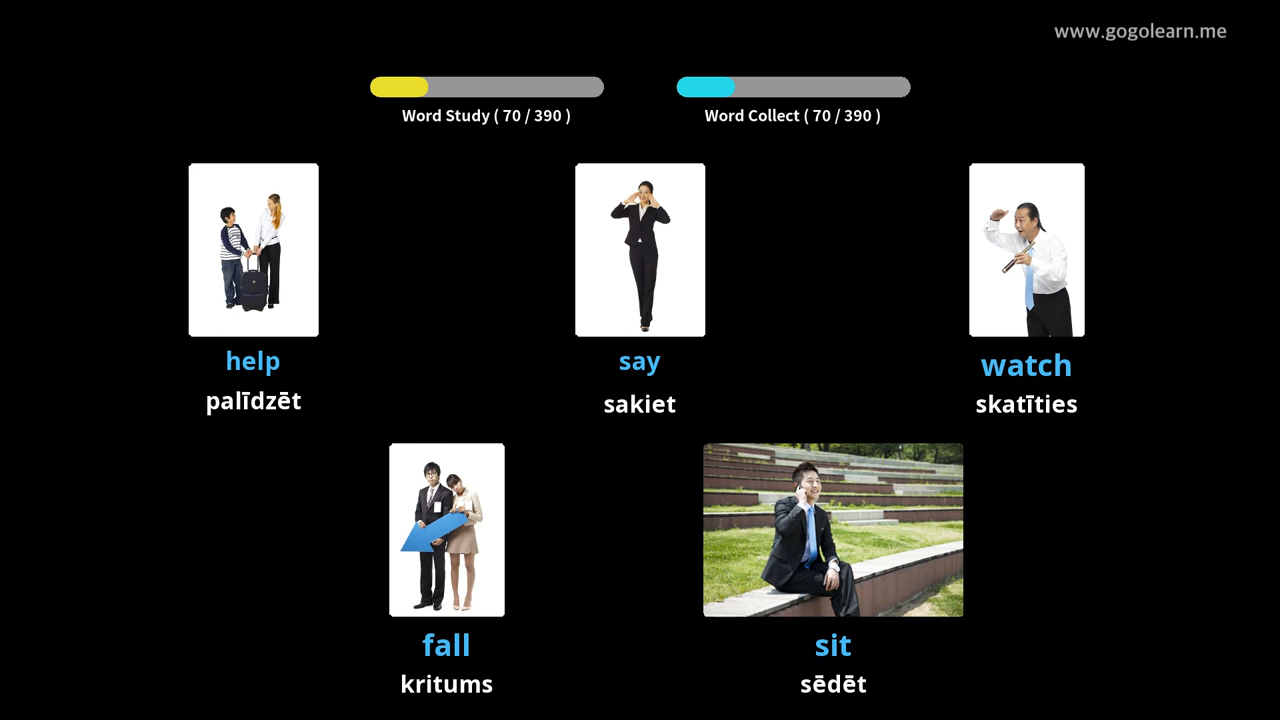 www.gogolearn.me
Word Study ( 70 / 390 )
Word Collect ( 70 / 390 )
help
palīdzēt
say
sakiet
watch
skatīties
fall
kritums
sit
sēdēt